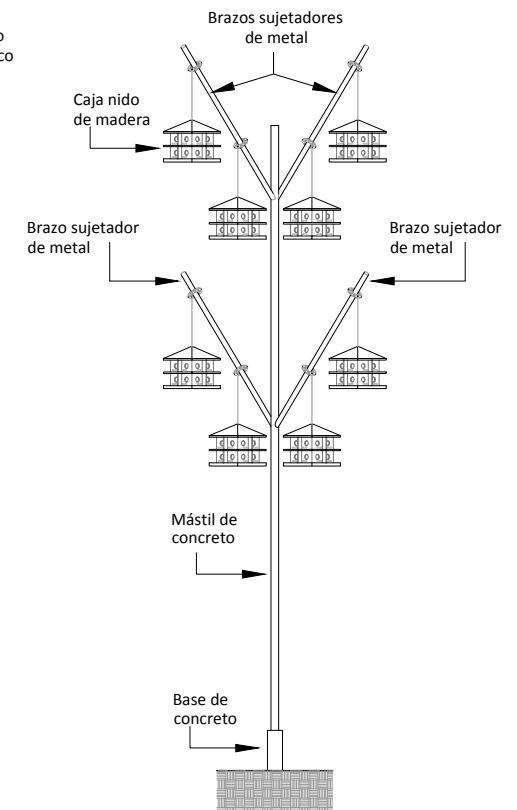 Brazos sujetadores
de metal
Caja nido
de madera
Brazo sujetador
de metal
Brazo sujetador
de metal
Mástil de
concreto
Base de
concreto